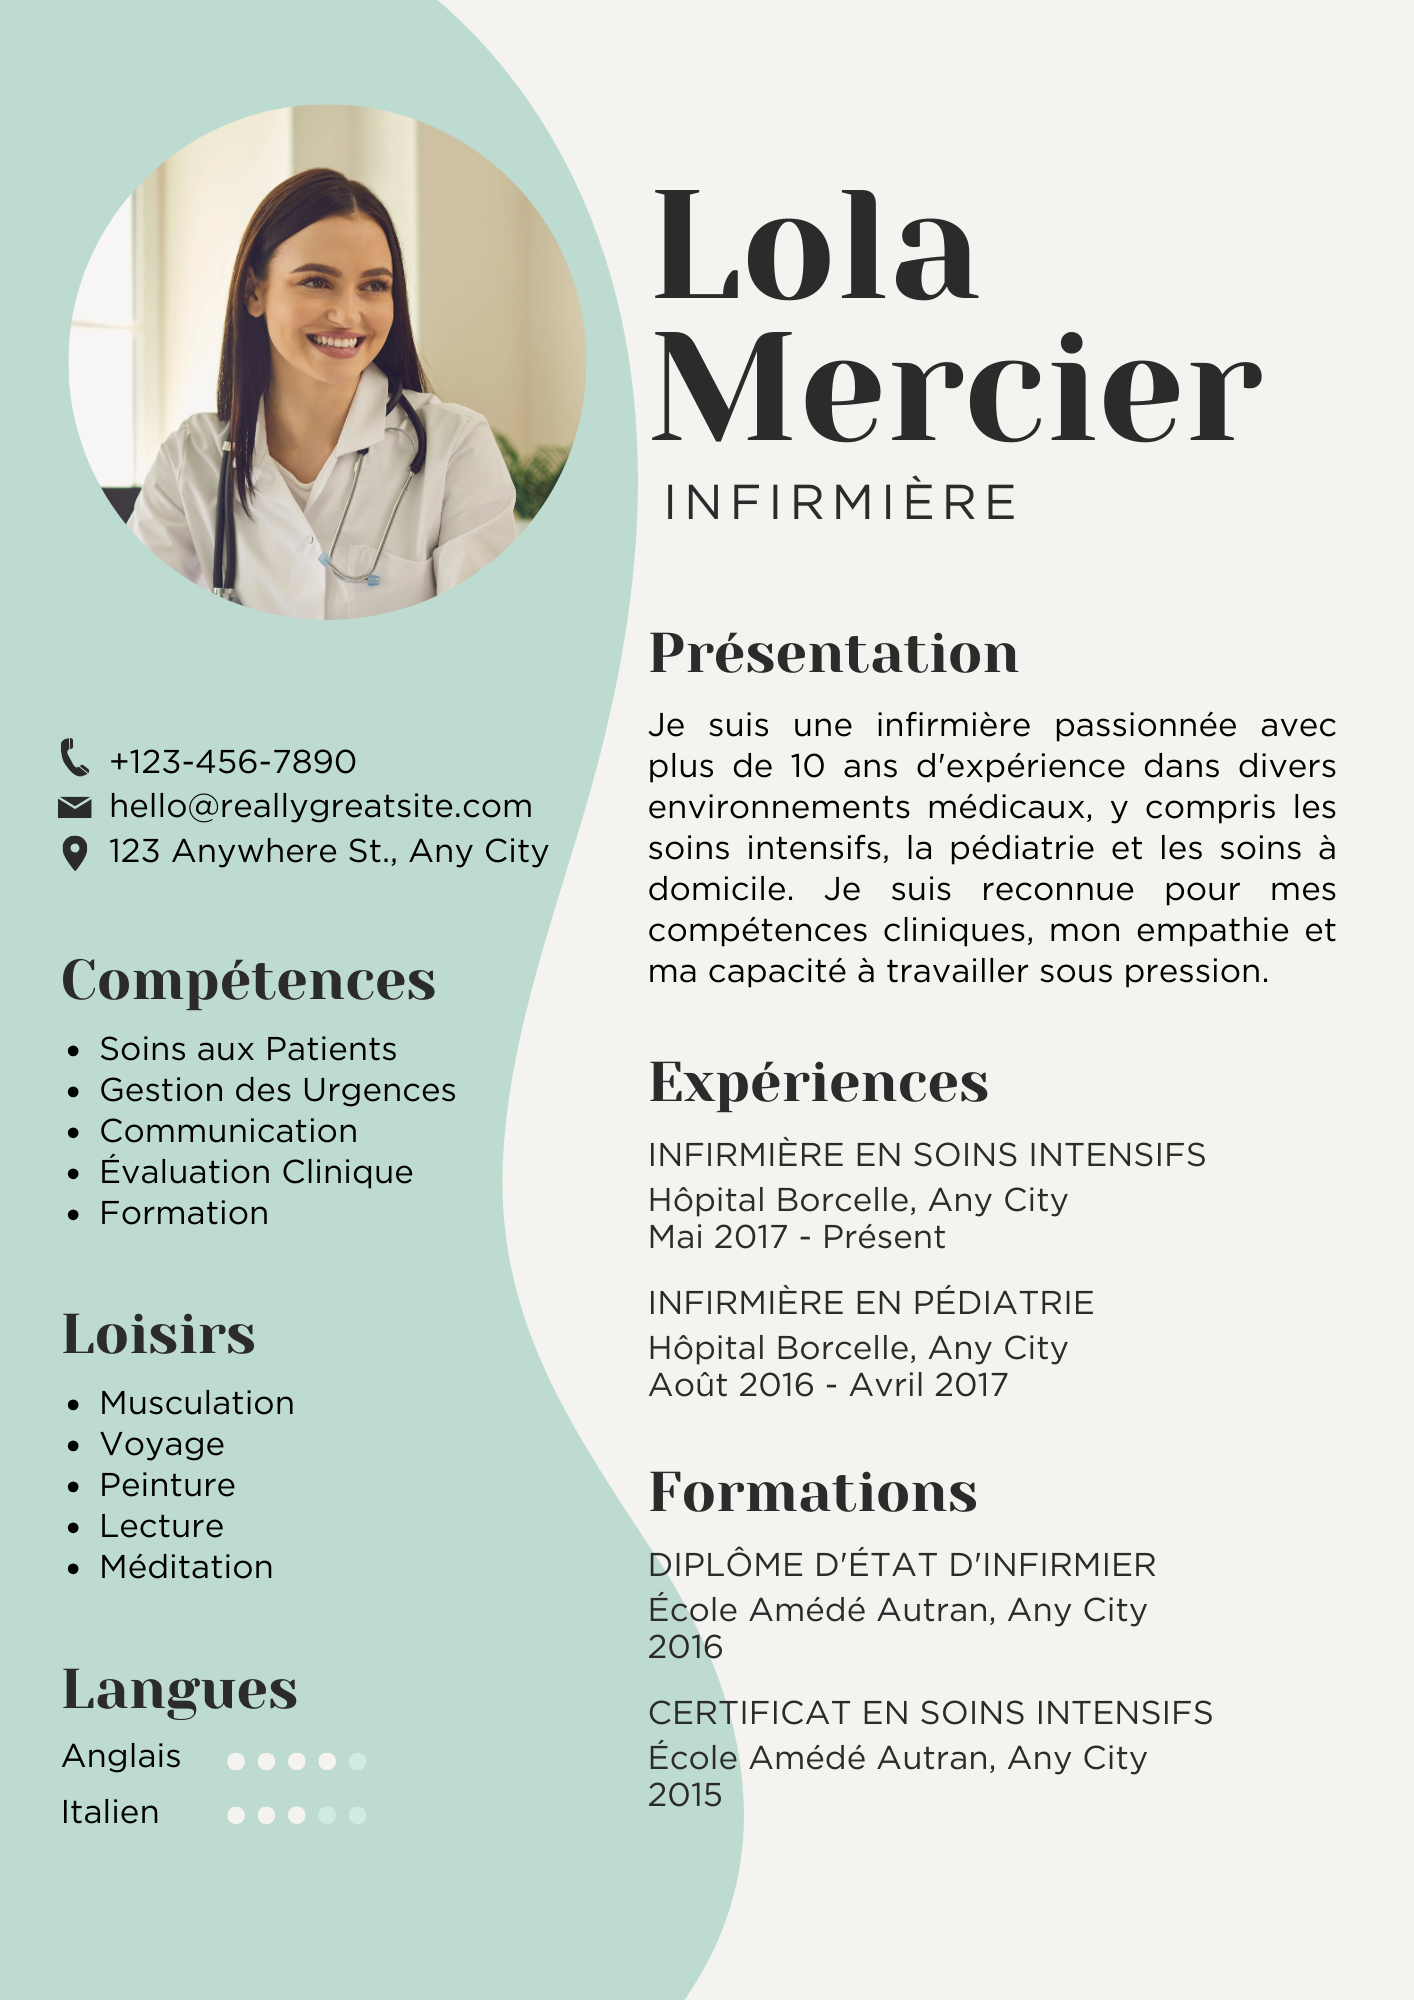 Lola
Mercier
INFIRMIÈRE
+123-456-7890
hello@reallygreatsite.com
123 Anywhere St., Any City
Compétences
Soins aux Patients
Gestion des Urgences
Communication
Évaluation Clinique
Formation
Loisirs
Musculation
Voyage
Peinture
Lecture
Méditation
Langues
Anglais
Italien
Présentation
Je suis une infirmière passionnée avec
plus de 10 ans d'expérience dans divers
environnements médicaux, y compris les
soins intensifs, la pédiatrie et les soins à
domicile. Je suis reconnue pour mes
compétences cliniques, mon empathie et
ma capacité à travailler sous pression.
Expériences
INFIRMIÈRE EN SOINS INTENSIFS
Hôpital Borcelle, Any City
Mai 2017 - Présent
INFIRMIÈRE EN PÉDIATRIE
Hôpital Borcelle, Any City
Août 2016 - Avril 2017
Formations
DIPLÔME D'ÉTAT D'INFIRMIER
École Amédé Autran, Any City
2016
CERTIFICAT EN SOINS INTENSIFS
École Amédé Autran, Any City
2015